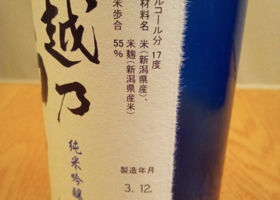 越乃
純米吟醸
ルコール分 17度
材料名 米(新潟県産)、
米麹(新潟県産米)
米歩合 55%
製造年月
3. 12.